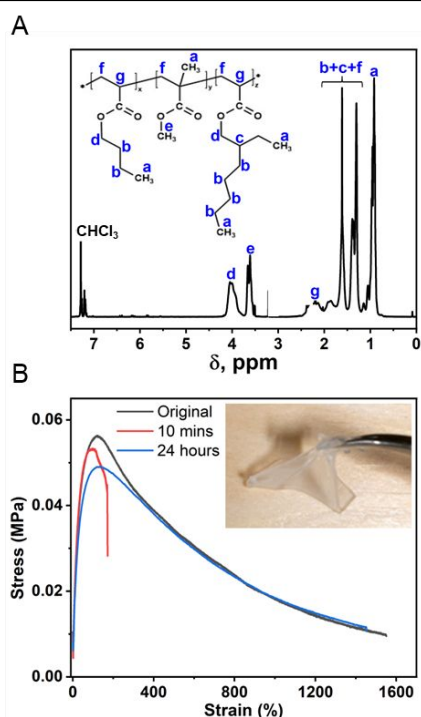 A
f f a f
CH₃
g g
x y z
O O O O O O
e
d b CH₃ d c a
b a b CH₃
CH₃ b
b b
a
CH₃
b+c+f a
CHCl₃
d e g
7 6 5 4 3 2 1 0
δ, ppm
B
0.06
Original
10 mins
24 hours
0.04
Stress (MPa)
0.02
0.00
0 400 800 1200 1600
Strain (%)